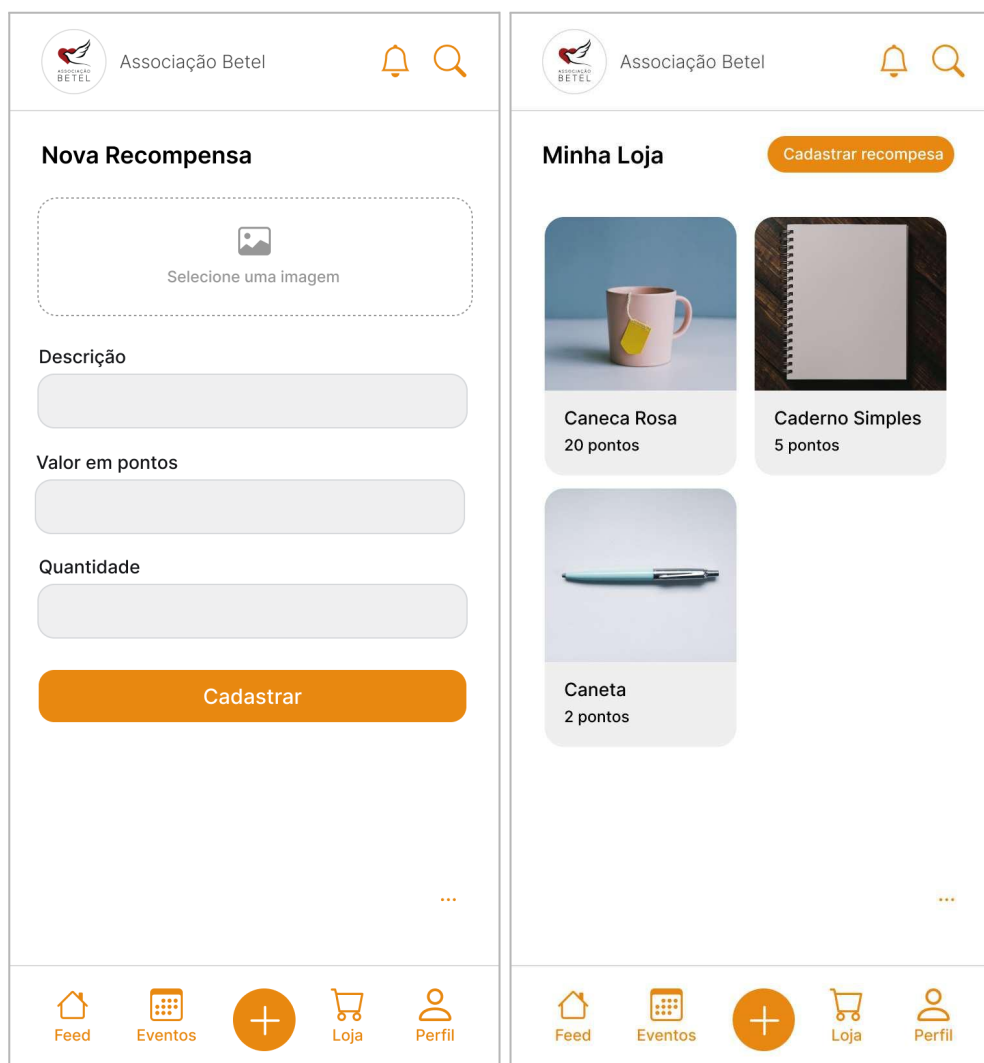 ASSOCIAÇÃO
BETEL
Associação Betel
Nova Recompensa
Selecione uma imagem
Descrição
Valor em pontos
Quantidade
Cadastrar
...
Feed
Eventos
Loja
Perfil
ASSOCIAÇÃO
BETEL
Associação Betel
Minha Loja
Cadastrar recompesa
Caneca Rosa
20 pontos
Caderno Simples
5 pontos
Caneta
2 pontos
...
Feed
Eventos
Loja
Perfil